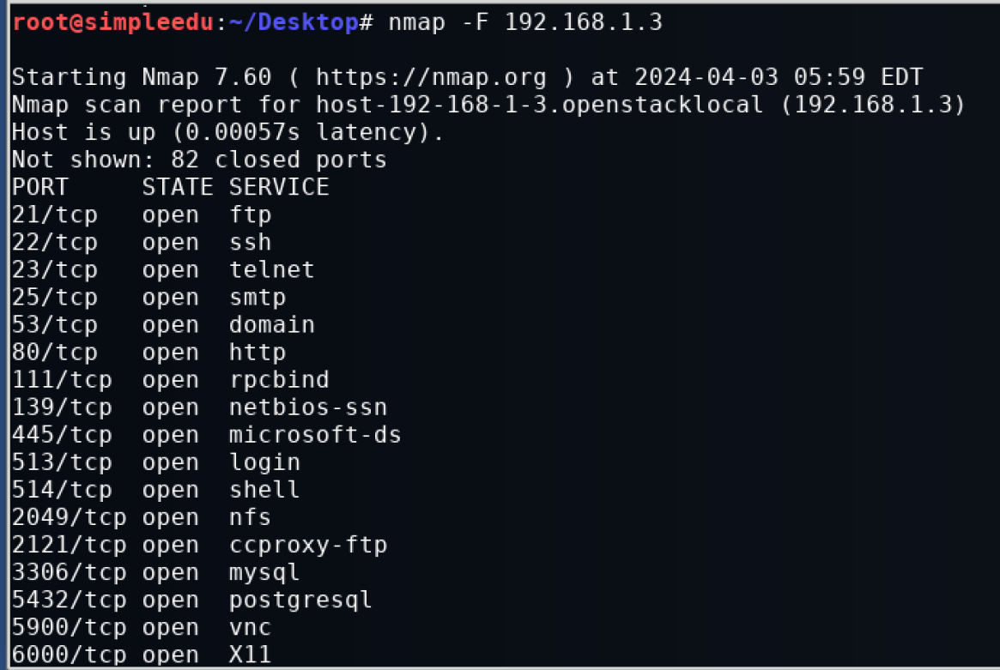 root@simpleedu:~/Desktop# nmap -F 192.168.1.3
Starting Nmap 7.60 ( https://nmap.org ) at 2024-04-03 05:59 EDT
Nmap scan report for host-192-168-1-3.openstacklocal (192.168.1.3)
Host is up (0.00057s latency).
Not shown: 82 closed ports
PORT     STATE SERVICE
21/tcp   open  ftp
22/tcp   open  ssh
23/tcp   open  telnet
25/tcp   open  smtp
53/tcp   open  domain
80/tcp   open  http
111/tcp  open  rpcbind
139/tcp  open  netbios-ssn
445/tcp  open  microsoft-ds
513/tcp  open  login
514/tcp  open  shell
2049/tcp open  nfs
2121/tcp open  ccproxy-ftp
3306/tcp open  mysql
5432/tcp open  postgresql
5900/tcp open  vnc
6000/tcp open  X11